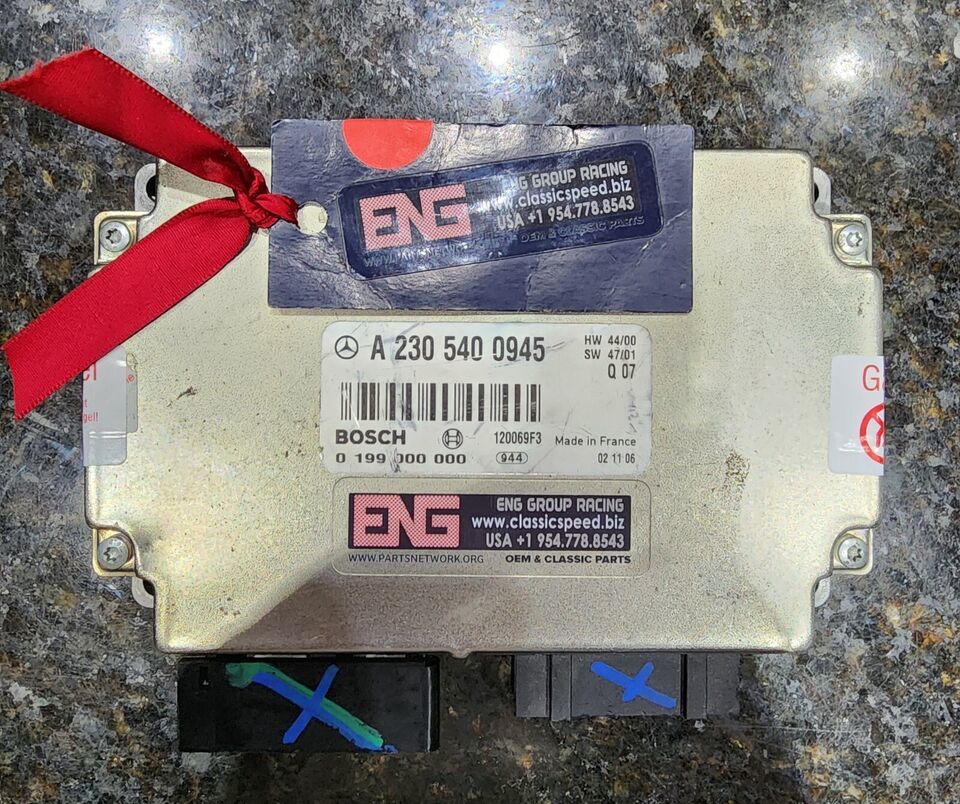 ENG
ENG GROUP RACING
www.classicspeed.biz
USA +1 954.778.8543
OEM & CLASSIC PARTS
A 230 540 0945
HW 44/00
SW 47/01
Q 07
BOSCH
120069F3
Made in France
0 199 000 000
944
02 11 06
ENG
ENG GROUP RACING
www.classicspeed.biz
USA +1 954.778.8543
WWW.PARTSNETWORK.ORG
OEM & CLASSIC PARTS